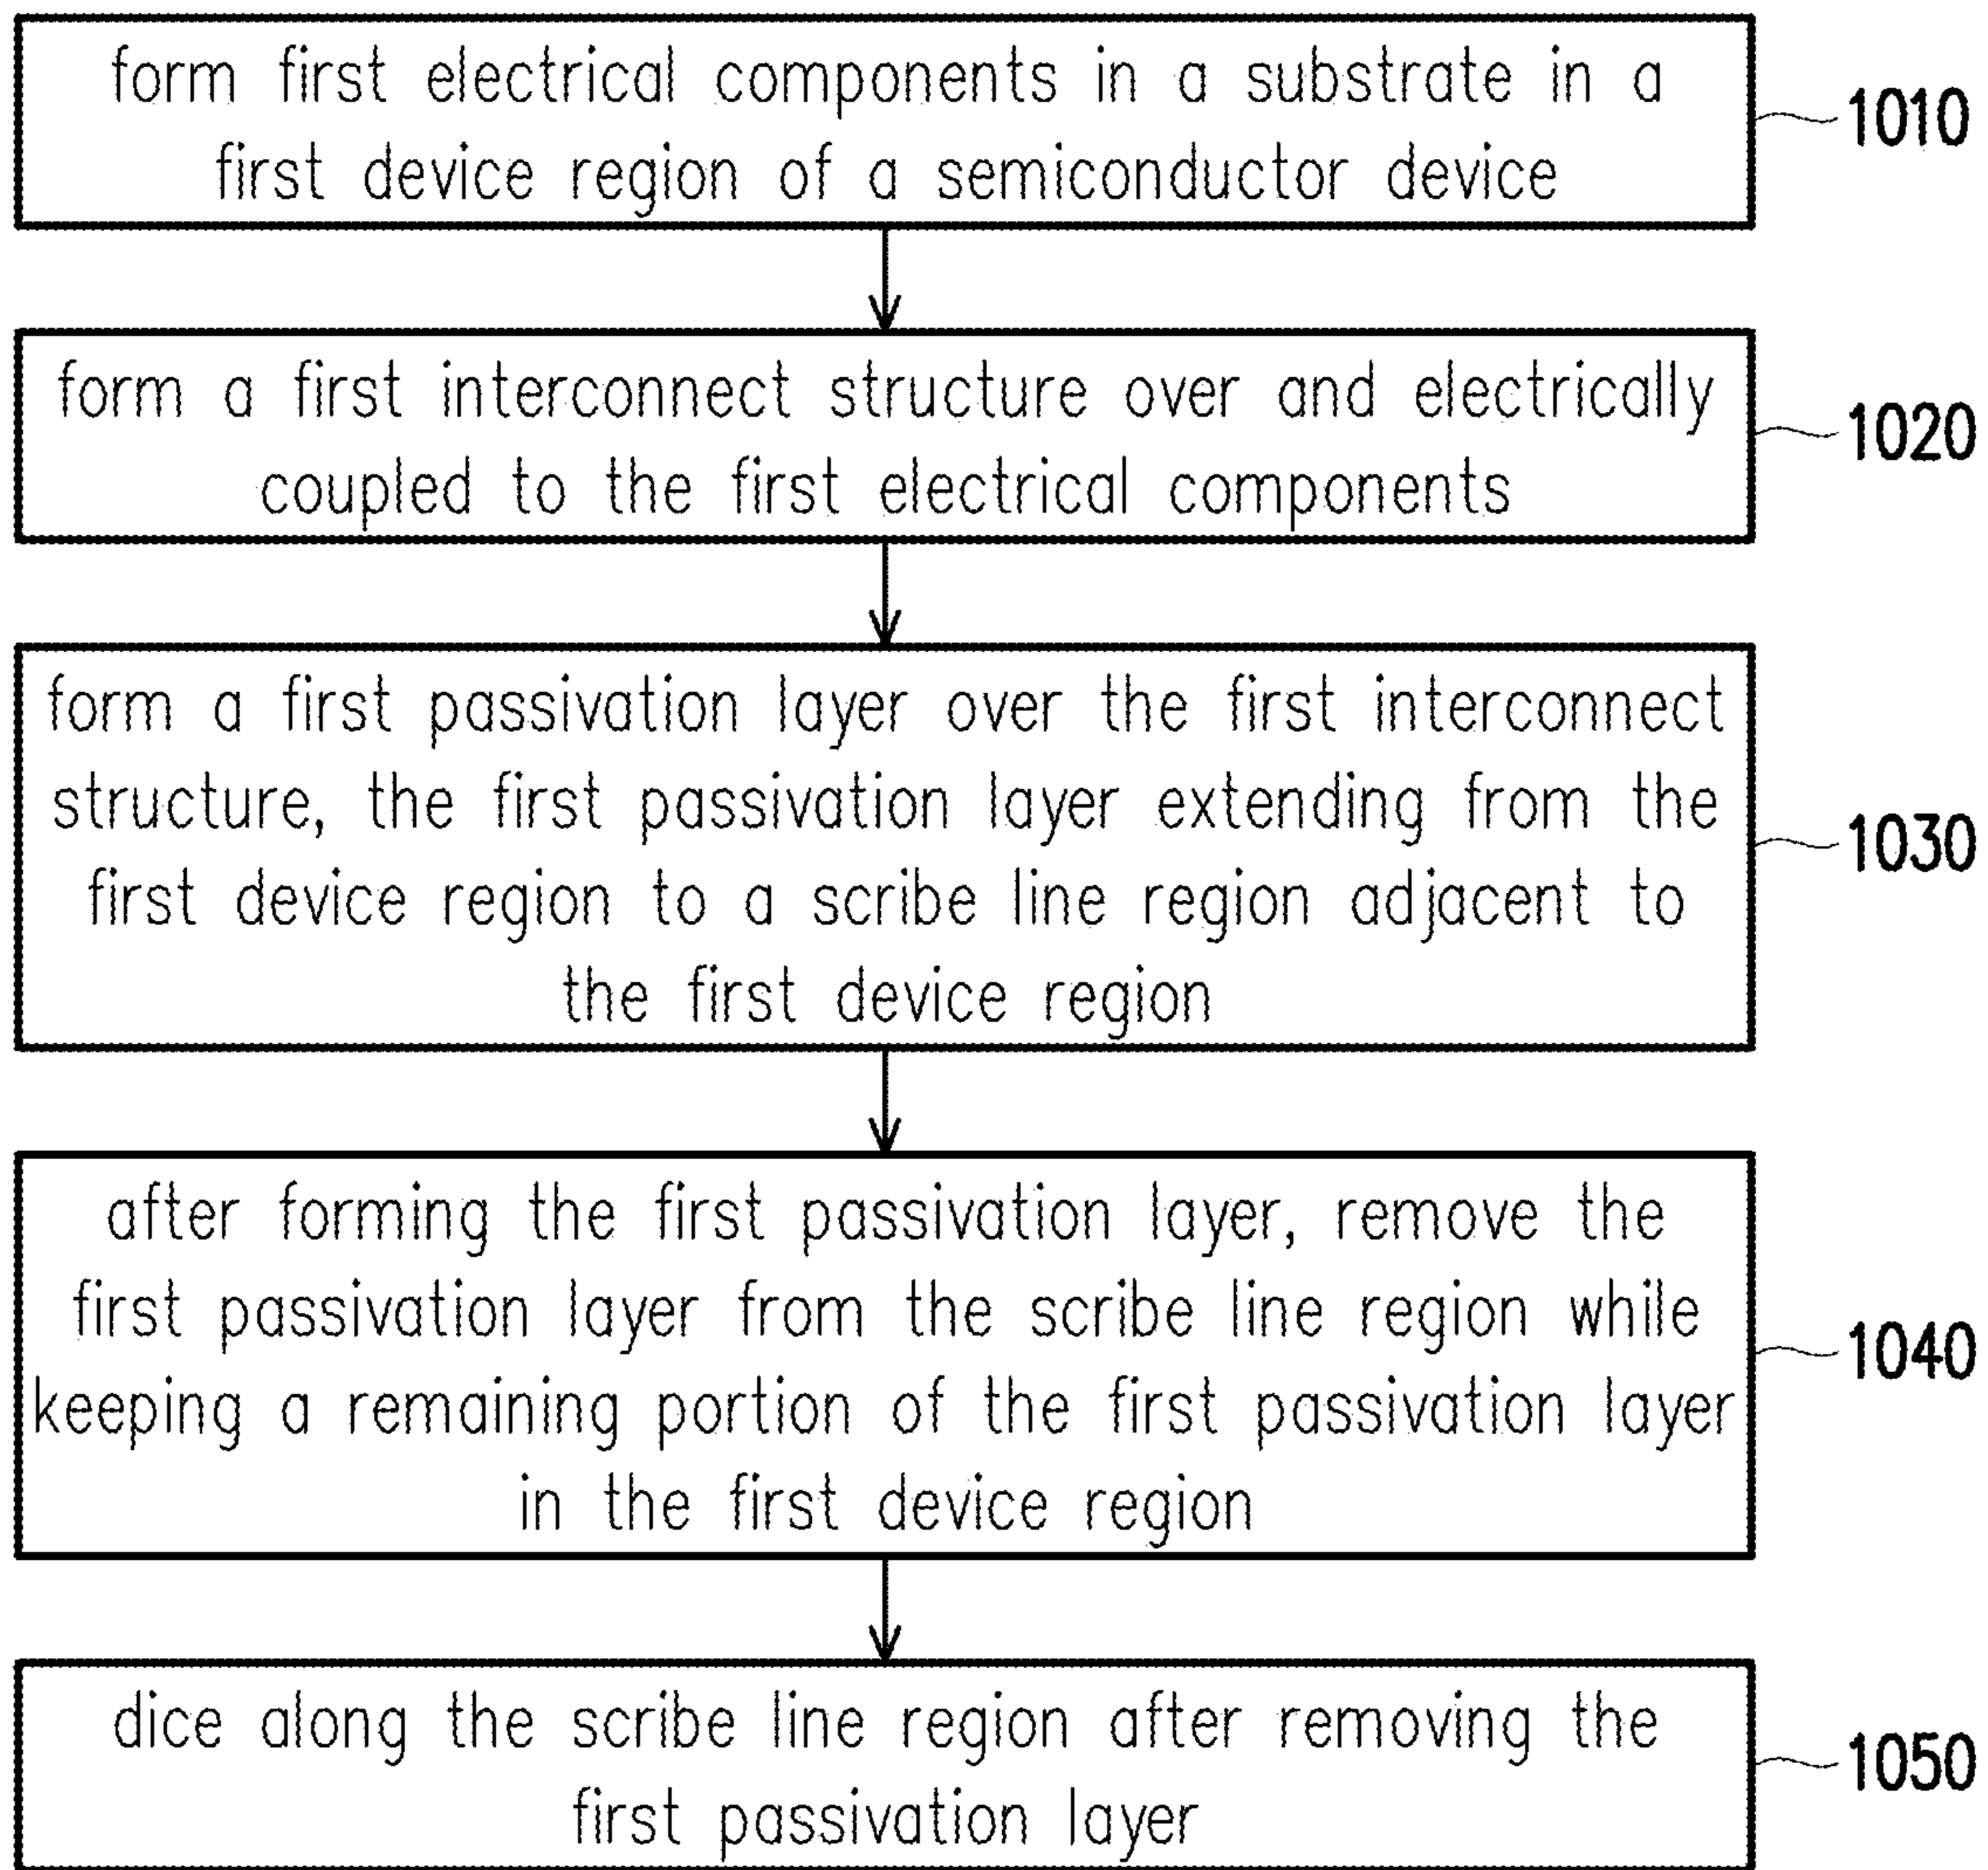 form first electrical components in a substrate in a
first device region of a semiconductor device
1010
form a first interconnect structure over and electrically
coupled to the first electrical components
1020
form a first passivation layer over the first interconnect
structure, the first passivation layer extending from the
first device region to a scribe line region adjacent to
the first device region
1030
after forming the first passivation layer, remove the
first passivation layer from the scribe line region while
keeping a remaining portion of the first passivation layer
in the first device region
1040
dice along the scribe line region after removing the
first passivation layer
1050